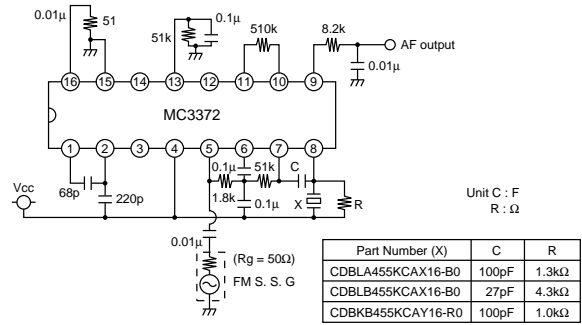 0.01μ
51
51k
0.1μ
510k
8.2k
AF output
0.01μ
16 15 14 13 12 11 10 9
MC3372
1 2 3 4 5 6 7 8
Vcc
68p
220p
0.1μ
51k
C
1.8k
0.1μ
X
R
Unit C : F
R : Ω
0.01μ
(Rg = 50Ω)
FM S. S. G
Part Number (X) C R
CDBLA455KCAX16-B0 100pF 1.3kΩ
CDBLB455KCAX16-B0 27pF 4.3kΩ
CDBKB455KCAY16-R0 100pF 1.0kΩ